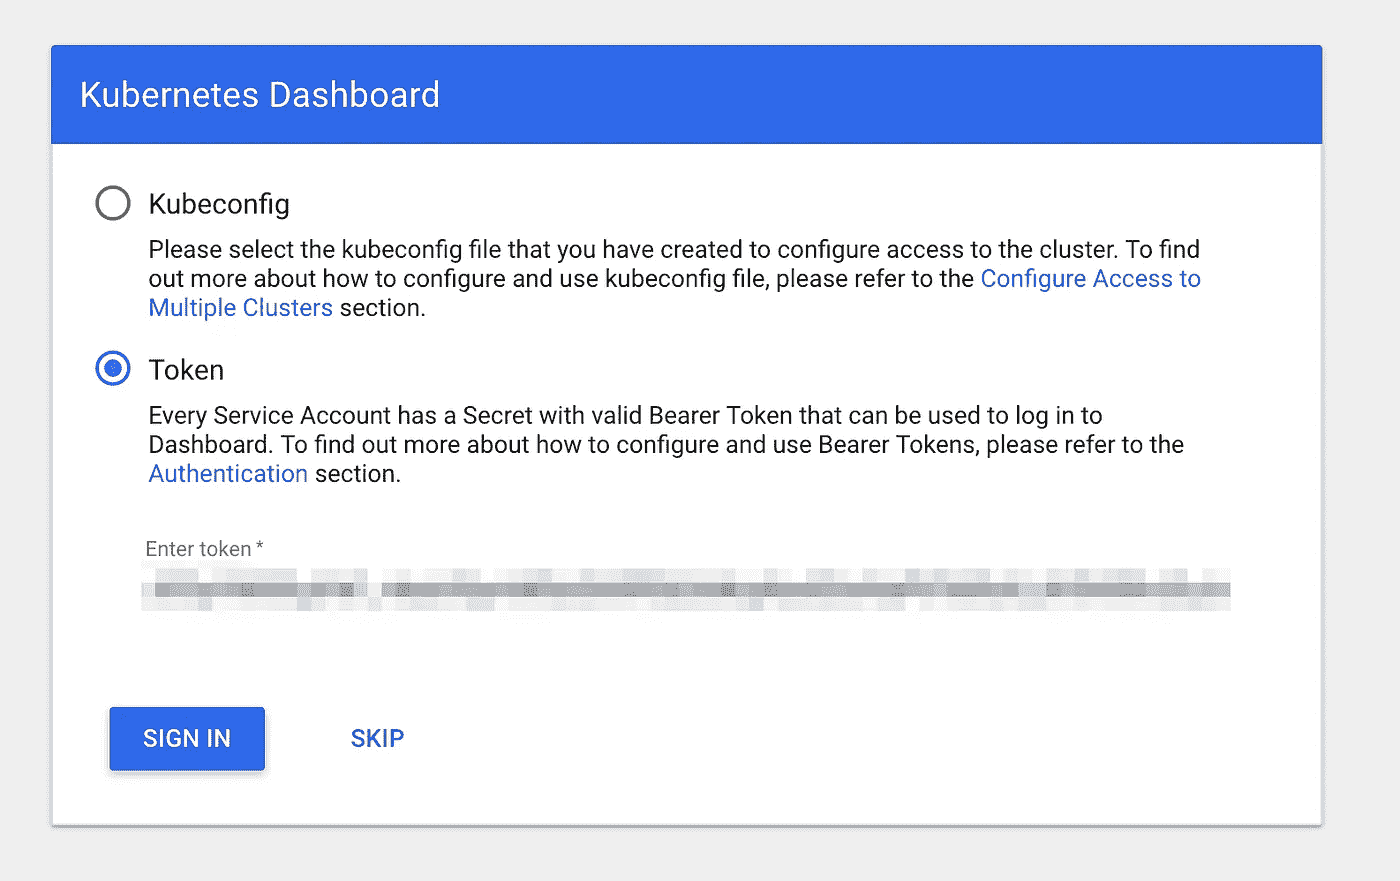 Kubernetes Dashboard
Kubeconfig
Please select the kubeconfig file that you have created to configure access to the cluster. To find
out more about how to configure and use kubeconfig file, please refer to the Configure Access to
Multiple Clusters section.
Token
Every Service Account has a Secret with valid Bearer Token that can be used to log in to
Dashboard. To find out more about how to configure and use Bearer Tokens, please refer to the
Authentication section.
Enter token *
SIGN IN
SKIP